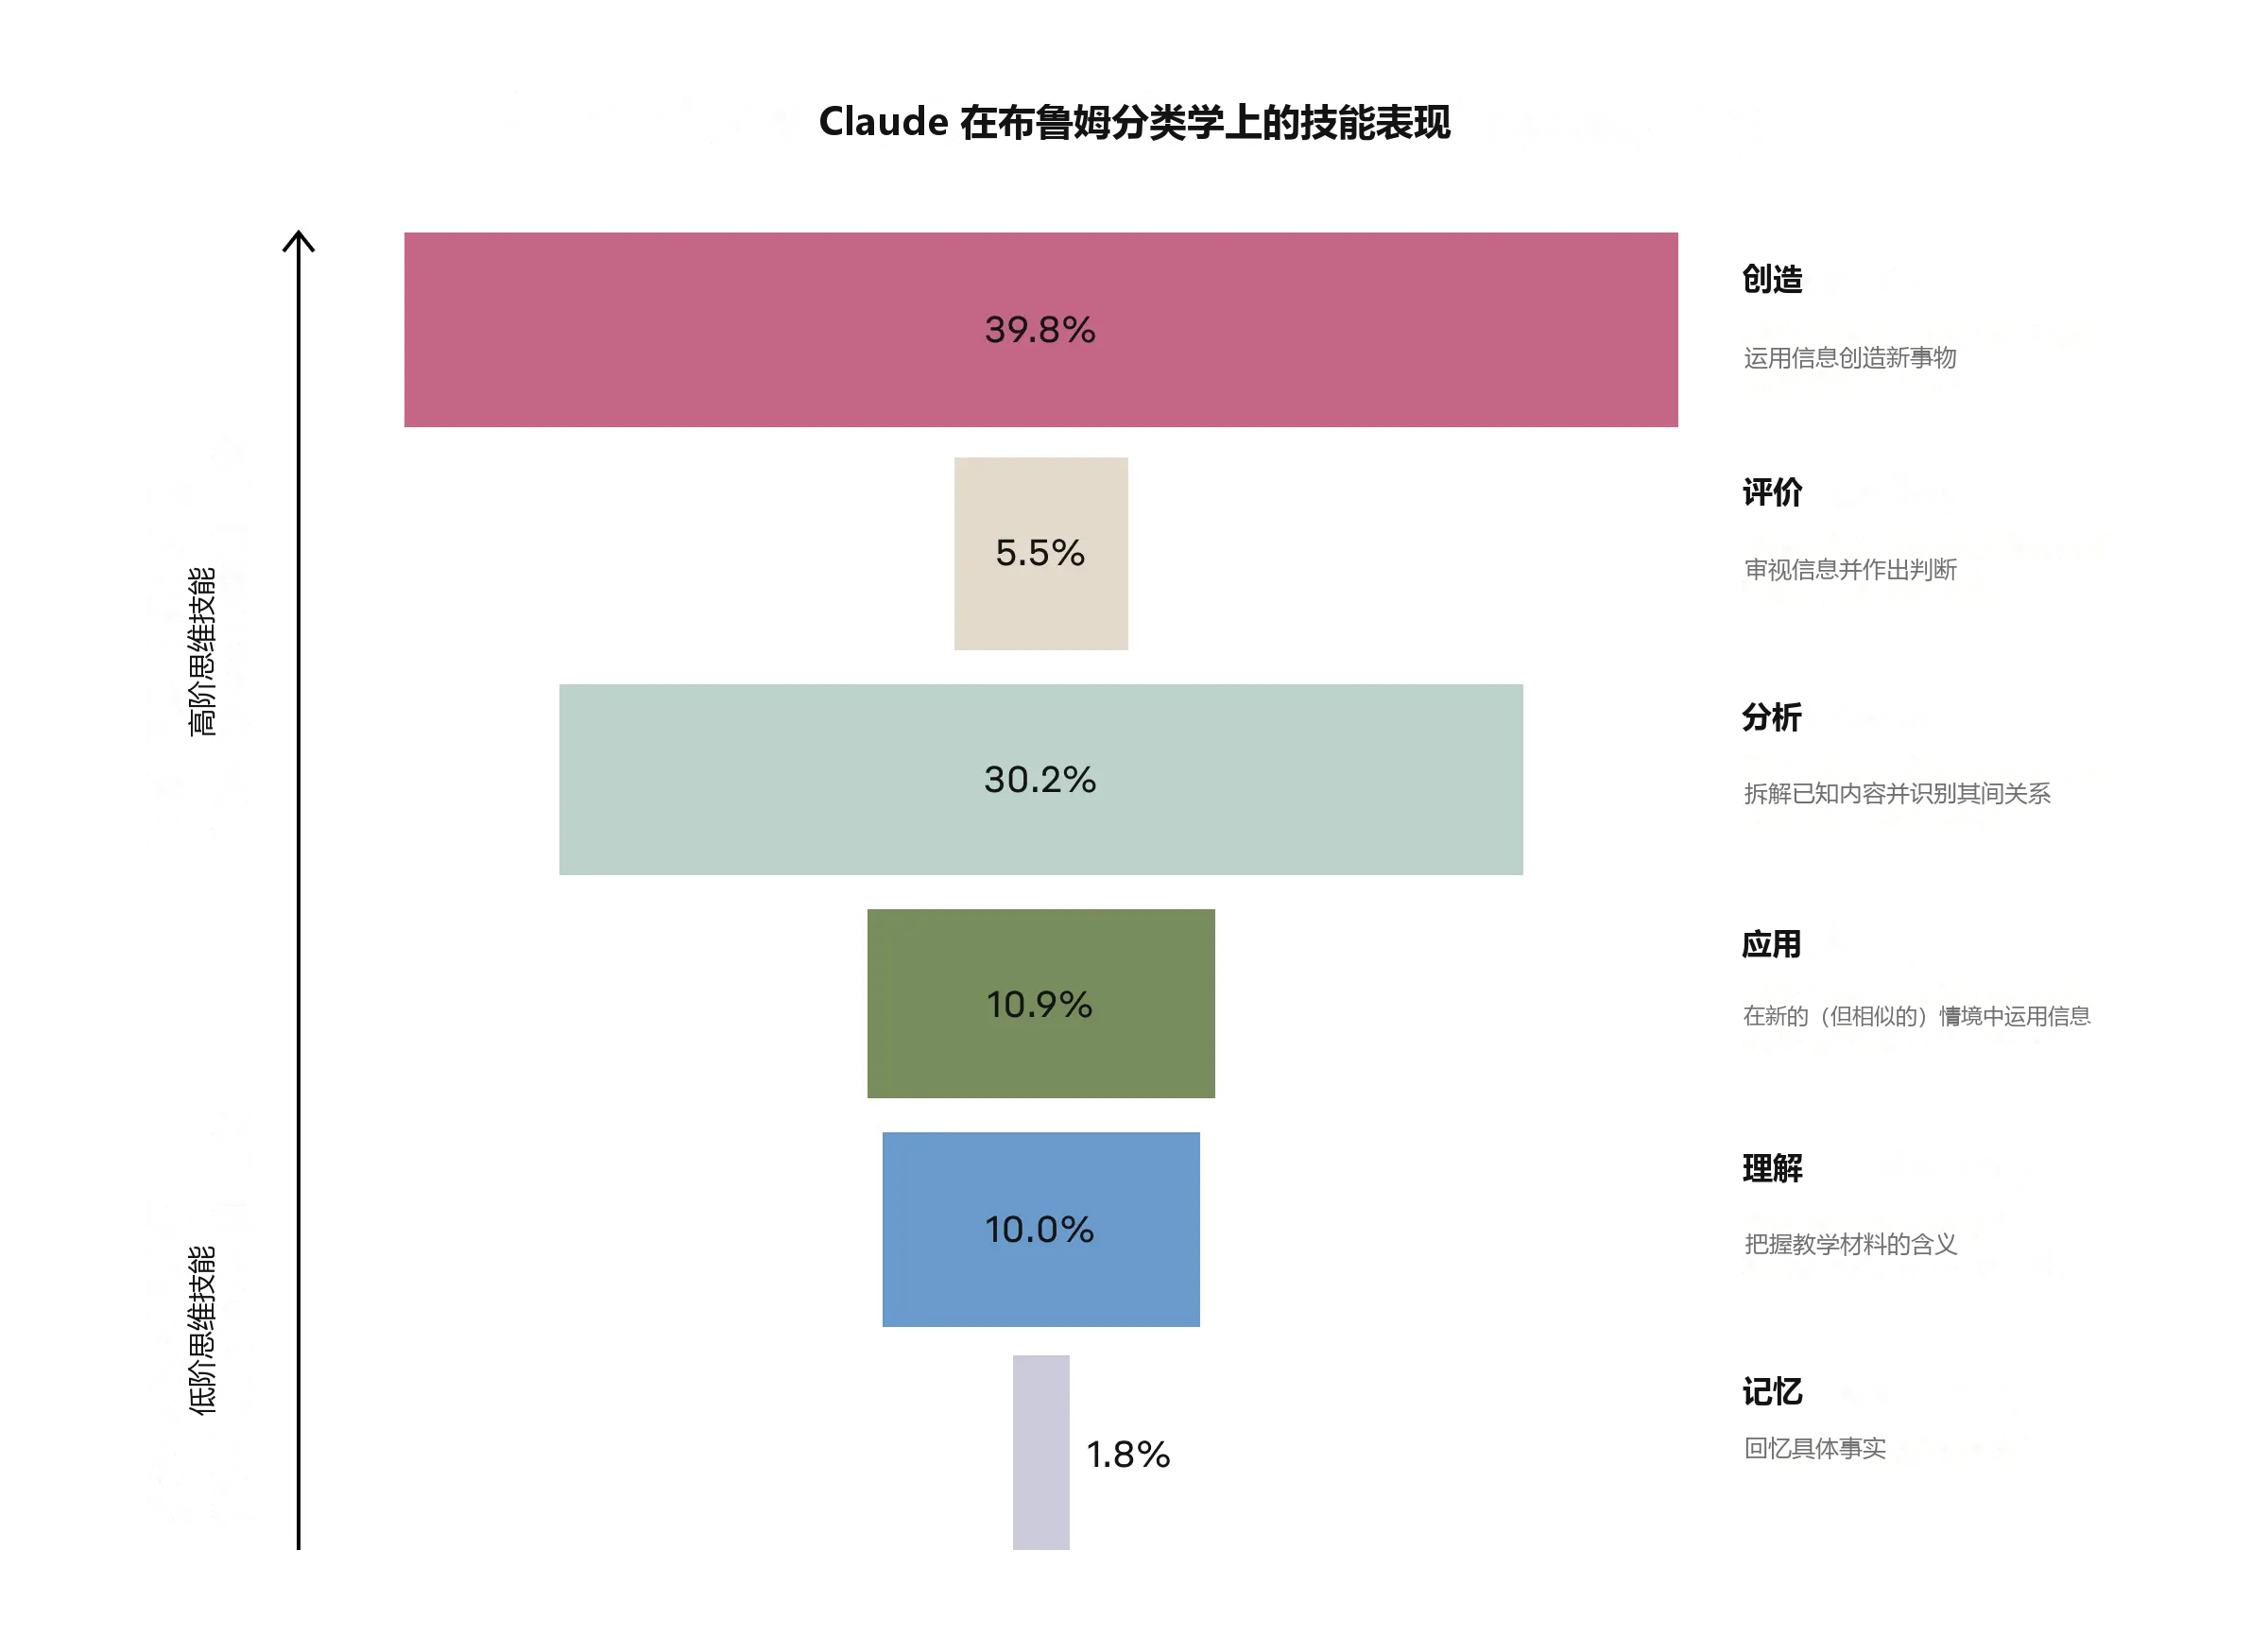 Claude 在布鲁姆分类学上的技能表现
高阶思维技能
低阶思维技能
39.8%
创造
运用信息创造新事物
5.5%
评价
审视信息并作出判断
30.2%
分析
拆解已知内容并识别其间关系
10.9%
应用
在新的（但相似的）情境中运用信息
10.0%
理解
把握教学材料的含义
1.8%
记忆
回忆具体事实